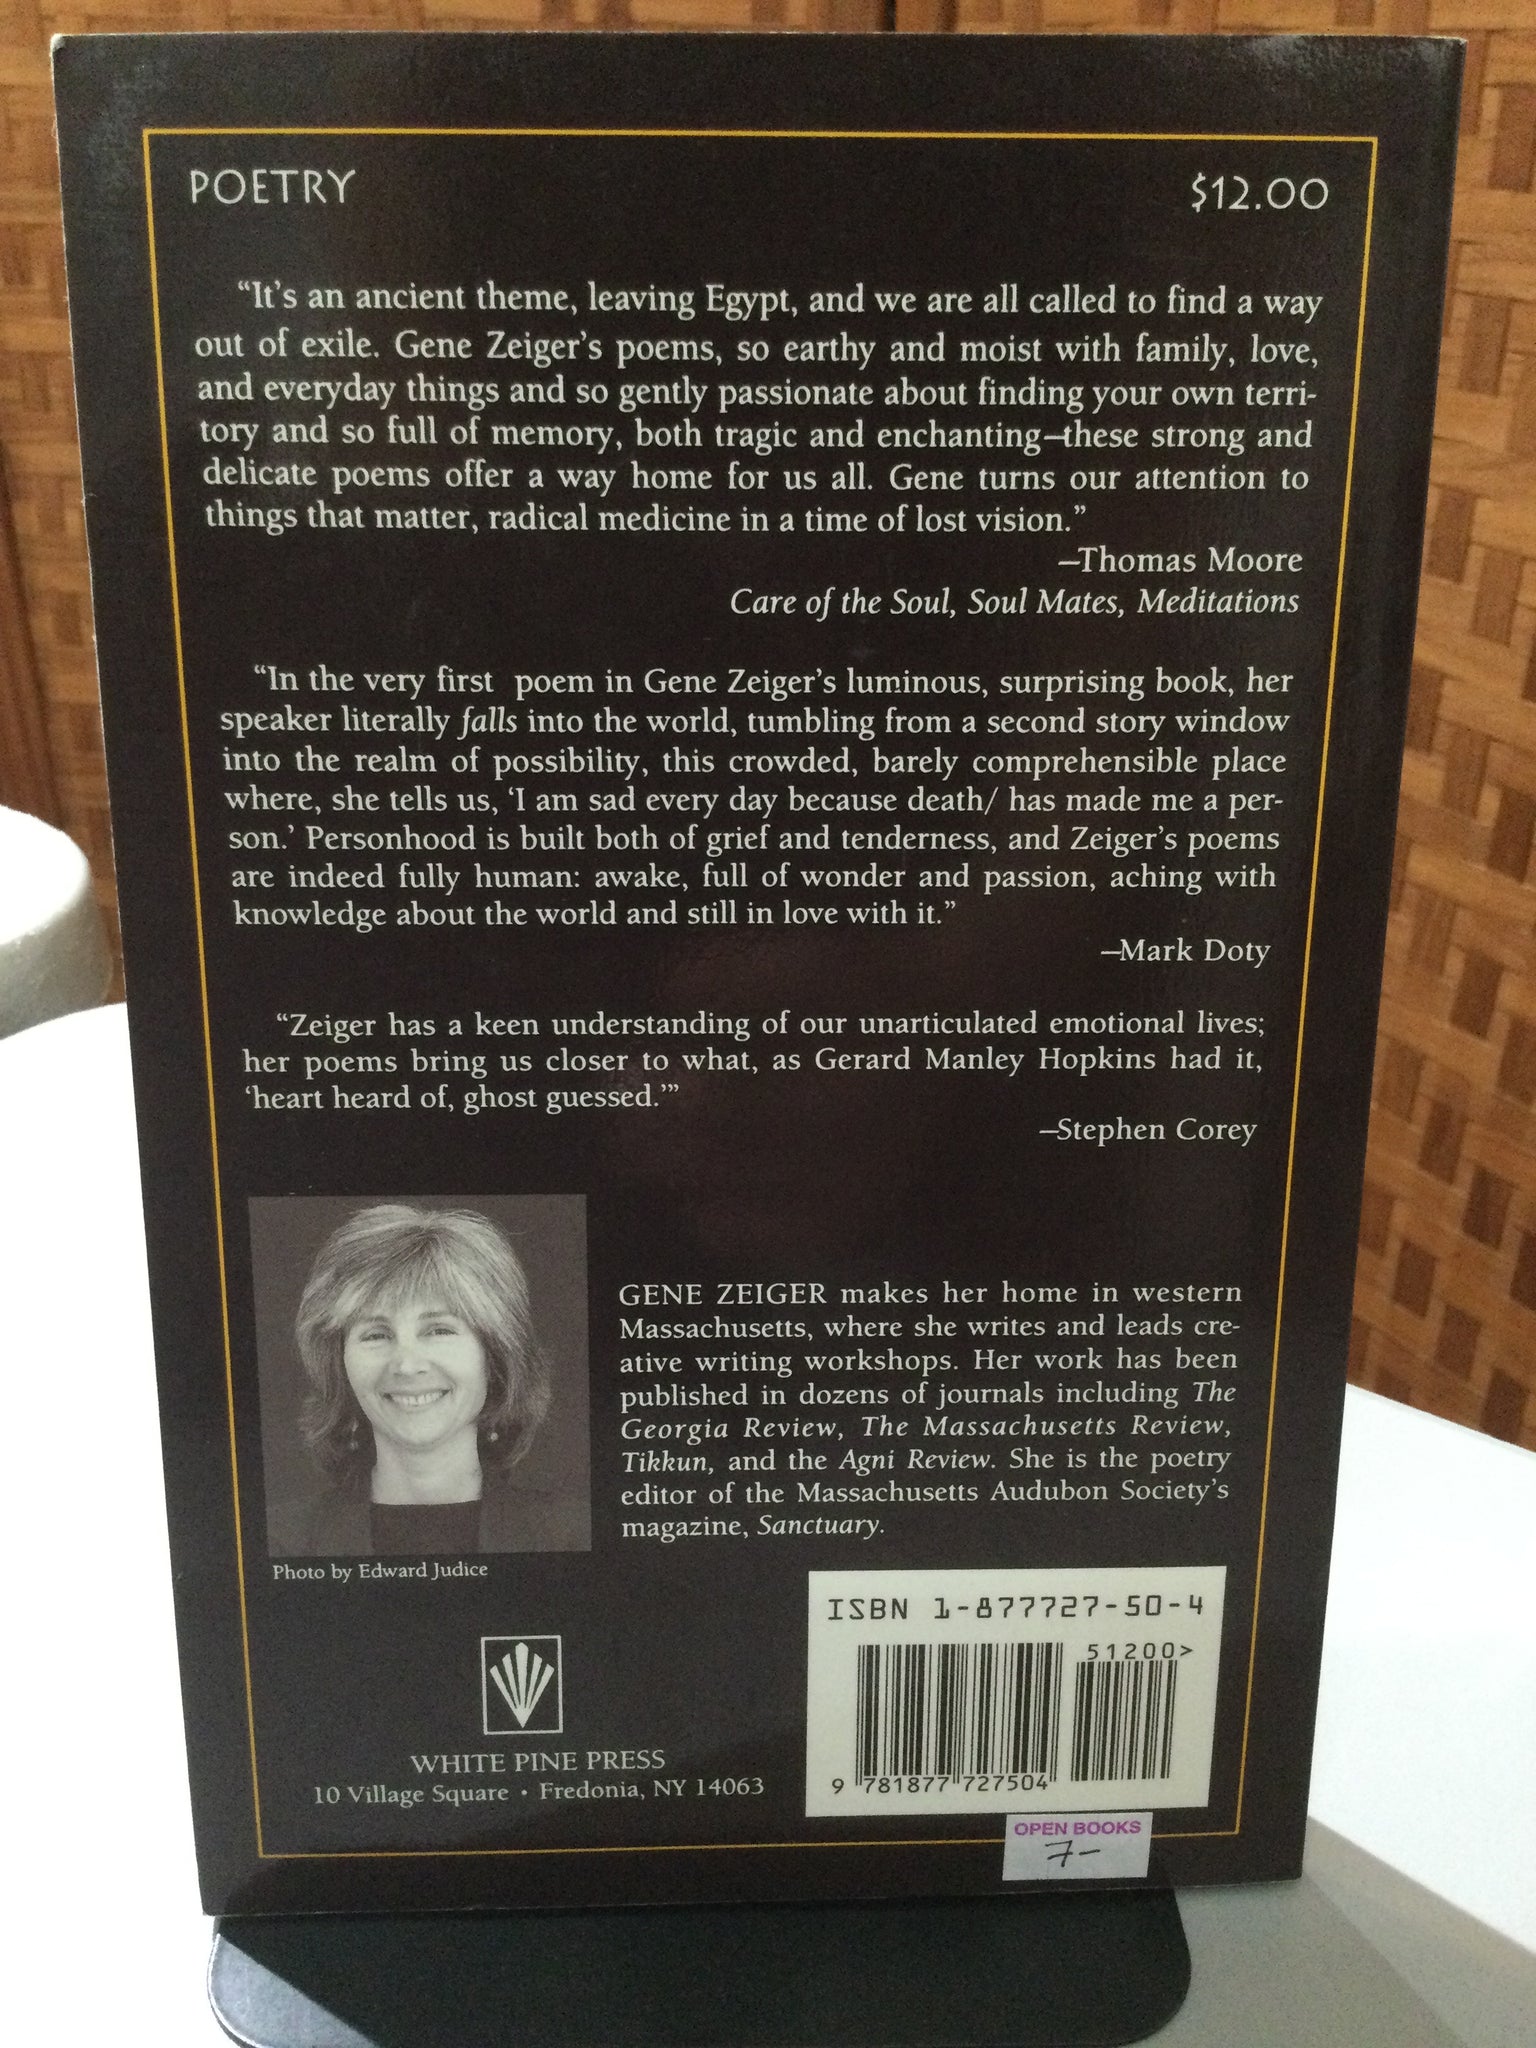 POETRY
$12.00
“It’s an ancient theme, leaving Egypt, and we are all called to find a way
out of exile. Gene Zeiger’s poems, so earthy and moist with family, love,
and everyday things and so gently passionate about finding your own terri-
tory and so full of memory, both tragic and enchanting—these strong and
delicate poems offer a way home for us all. Gene turns our attention to
things that matter, radical medicine in a time of lost vision.”
—Thomas Moore
Care of the Soul, Soul Mates, Meditations
“In the very first poem in Gene Zeiger’s luminous, surprising book, her
speaker literally falls into the world, tumbling from a second story window
into the realm of possibility, this crowded, barely comprehensible place
where, she tells us, ‘I am sad every day because death/ has made me a per-
son.’ Personhood is built both of grief and tenderness, and Zeiger’s poems
are indeed fully human: awake, full of wonder and passion, aching with
knowledge about the world and still in love with it.”
—Mark Doty
“Zeiger has a keen understanding of our unarticulated emotional lives;
her poems bring us closer to what, as Gerard Manley Hopkins had it,
‘heart heard of, ghost guessed.’”
—Stephen Corey
GENE ZEIGER makes her home in western
Massachusetts, where she writes and leads cre-
ative writing workshops. Her work has been
published in dozens of journals including The
Georgia Review, The Massachusetts Review,
Tikkun, and the Agni Review. She is the poetry
editor of the Massachusetts Audubon Society’s
magazine, Sanctuary.
Photo by Edward Judice
WHITE PINE PRESS
10 Village Square • Fredonia, NY 14063
ISBN 1-877727-50-4
51200>
9 781877 727504
OPEN BOOKS
7–